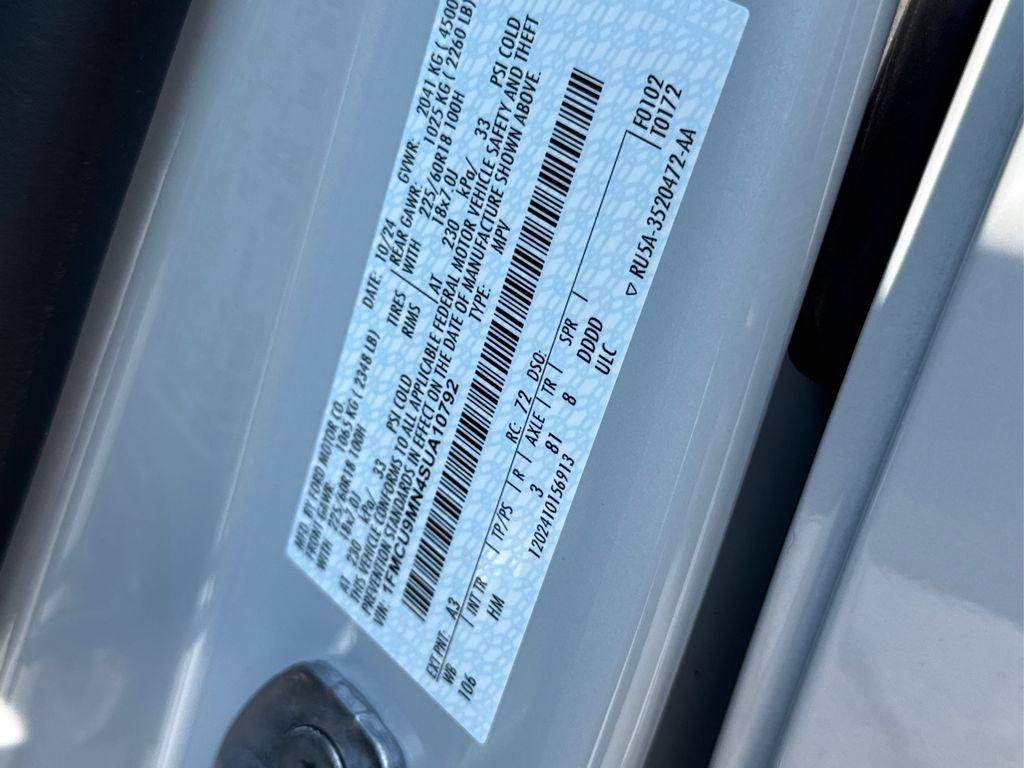 MFD. BY FORD MOTOR CO. DATE: 10/24 GVWR: 2041 KG (4500
FRONT GAWR: 1065 KG (2348 LB) REAR GAWR: 1025 KG (2260 LB)
WITH 225/60R18 100H TIRES WITH 225/60R18 100H
18x7.0J RIMS 18x7.0J
AT 230 kPa/ 33 PSI COLD AT 230 kPa/ 33 PSI COLD
THIS VEHICLE CONFORMS TO ALL APPLICABLE FEDERAL MOTOR VEHICLE SAFETY AND THEFT
PREVENTION STANDARDS IN EFFECT ON THE DATE OF MANUFACTURE SHOWN ABOVE.
VIN: 1FMCU9MN4SUA10792 TYPE: MPV
EXT PNT: A3 RC: 72 DSO: F0102
WB INT TR TP/PS R AXLE TR SPR 10172
106 HM 3 81 8 DDDD
1202410156913 ULC
▽ RU5A-3520472-AA